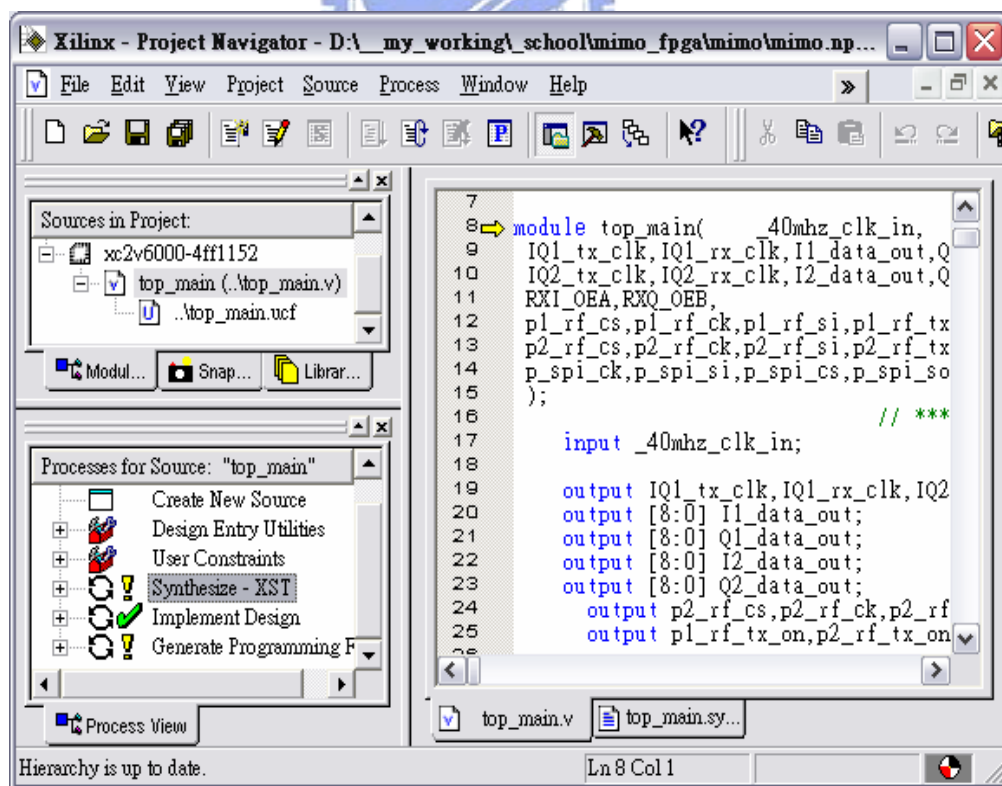 Xilinx - Project Navigator - D:\__my_working\_school\mimo_fpga\mimo\mimo.np...
File Edit View Project Source Process Window Help »
Sources in Project:
xc2v6000-4ff1152
top_main (..\top_main.v)
..\top_main.ucf
Modul... Snap... Librar...
Processes for Source: "top_main"
Create New Source
Design Entry Utilities
User Constraints
Synthesize - XST
Implement Design
Generate Programming F
Process View
7
8 module top_main( _40mhz_clk_in,
9 IQ1_tx_clk,IQ1_rx_clk,I1_data_out,Q
10 IQ2_tx_clk,IQ2_rx_clk,I2_data_out,Q
11 RXI_OEA,RXQ_OEB,
12 p1_rf_cs,p1_rf_ck,p1_rf_si,p1_rf_tx
13 p2_rf_cs,p2_rf_ck,p2_rf_si,p2_rf_tx
14 p_spi_ck,p_spi_si,p_spi_cs,p_spi_so
15 );
16 // ***
17 input _40mhz_clk_in;
18
19 output IQ1_tx_clk,IQ1_rx_clk,IQ2
20 output [8:0] I1_data_out;
21 output [8:0] Q1_data_out;
22 output [8:0] I2_data_out;
23 output [8:0] Q2_data_out;
24 output p2_rf_cs,p2_rf_ck,p2_rf
25 output p1_rf_tx_on,p2_rf_tx_on
top_main.v top_main.sy...
Hierarchy is up to date. Ln 8 Col 1